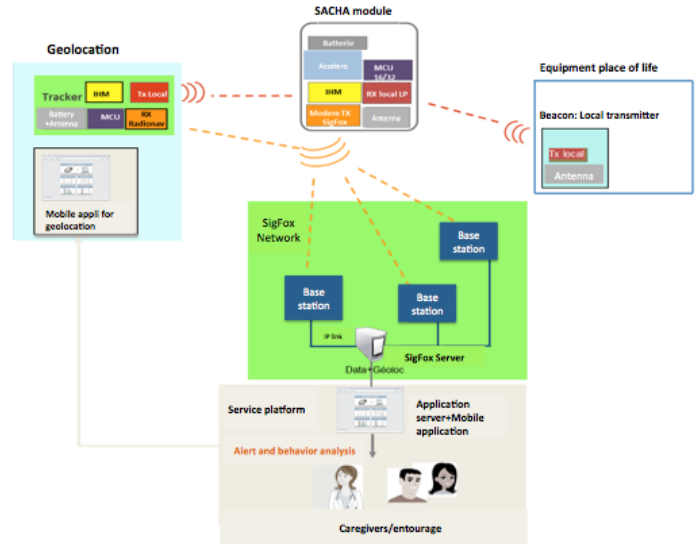 SACHA module
Batterie
Accelero
MCU
16/32
IHM
RX local LP
Modem TX
SigFox
Antenna
Geolocation
Tracker
IHM
Tx Local
Battery
+Antenna
MCU
RX
Radionav
Mobile appli for
geolocation
Equipment place of life
Beacon: Local transmitter
Tx local
Antenna
SigFox
Network
Base
station
Base
station
Base
station
IP link
SigFox Server
Data+Géoloc
Service platform
Application
server+Mobile
application
Alert and behavior analysis
Caregivers/entourage